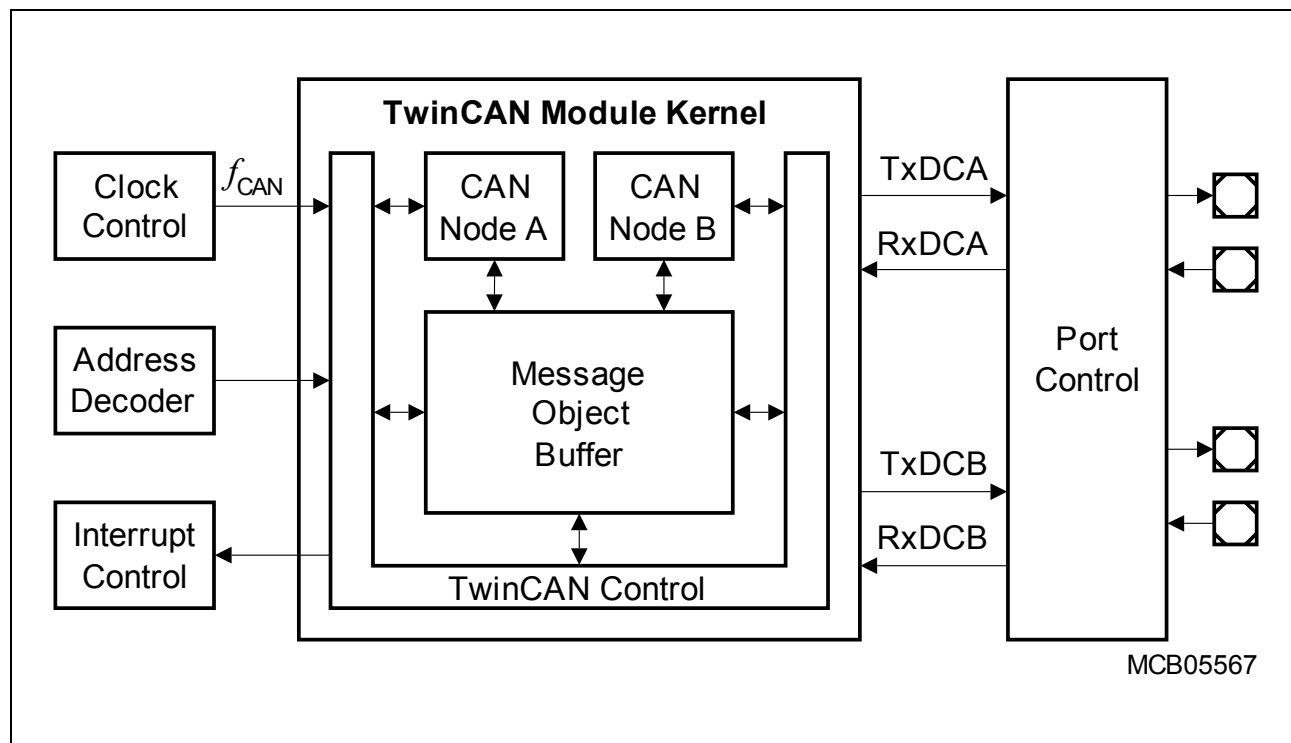 TwinCAN Module Kernel
Clock
Control
fCAN
CAN
Node A
CAN
Node B
TxDCA
RxDCA
Address
Decoder
Message
Object
Buffer
Port
Control
TxDCB
RxDCB
Interrupt
Control
TwinCAN Control
MCB05567